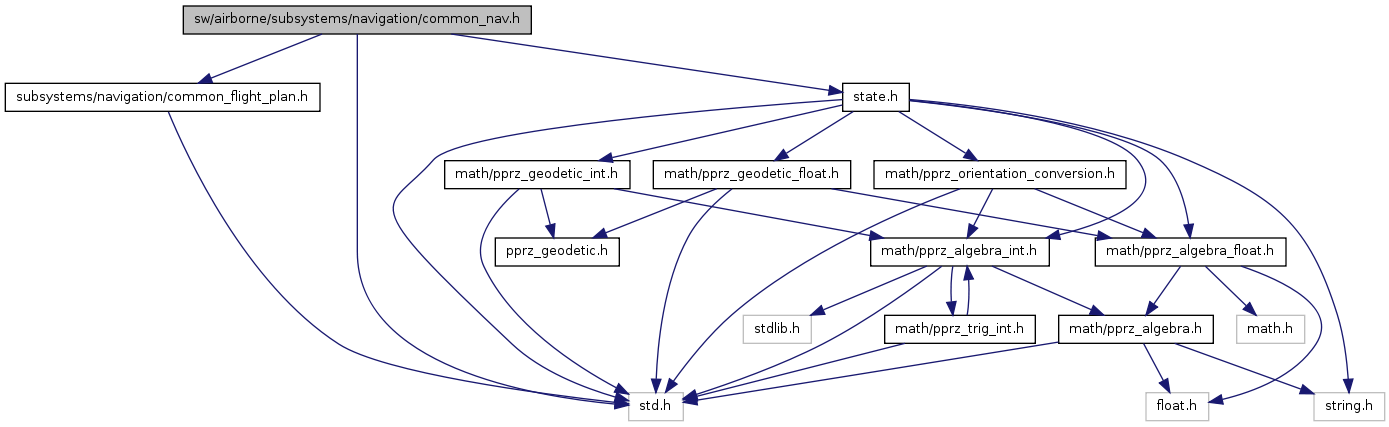 sw/airborne/subsystems/navigation/common_nav.h
subsystems/navigation/common_flight_plan.h
state.h
math/pprz_geodetic_int.h
math/pprz_geodetic_float.h
math/pprz_orientation_conversion.h
pprz_geodetic.h
math/pprz_algebra_int.h
math/pprz_algebra_float.h
stdlib.h
math/pprz_trig_int.h
math/pprz_algebra.h
math.h
std.h
float.h
string.h